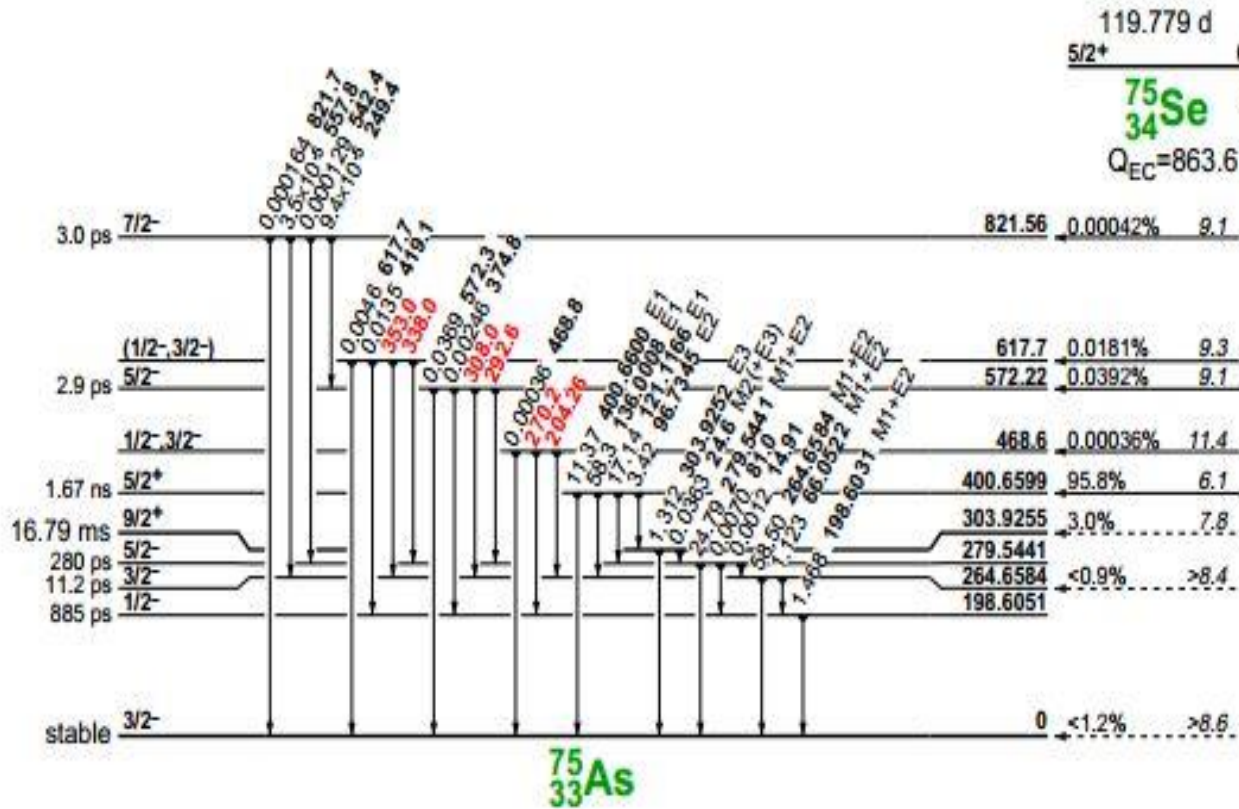 119.779 d
5/2+
75
34Se
QEC=863.6
0.000164 821.7
3.5×10-5 557.8
0.000129 542.4
9.4×10-5 249.4
3.0 ps 7/2− 821.56 0.00042% 9.1
0.0046 617.7
0.0135 419.1
353.0
338.0
0.0369 572.3
0.00246 374.8
308.0
292.6
0.00036 468.8
270.2
204.26
11.37 400.6600 E1
58.3 136.0008 E1
17.14 121.1166 E1
3.42 96.7345 E2
1.312 303.9252 E3
0.0363 24.6 M2(+E3)
24.79 279.5441 M1+E2
0.0070 81.0
0.0012 14.91
58.50 264.6584 M1+E2
1.123 66.0522 M1+E2
1.468 198.6031 M1+E2
(1/2−,3/2−) 617.7 0.0181% 9.3
2.9 ps 5/2− 572.22 0.0392% 9.1
1/2−,3/2− 468.6 0.00036% 11.4
1.67 ns 5/2+ 400.6599 95.8% 6.1
16.79 ms 9/2+ 303.9255 3.0% 7.8
280 ps 5/2− 279.5441
11.2 ps 3/2− 264.6584 <0.9% >8.4
885 ps 1/2− 198.6051
stable 3/2− 0 <1.2% >8.6
75
33As